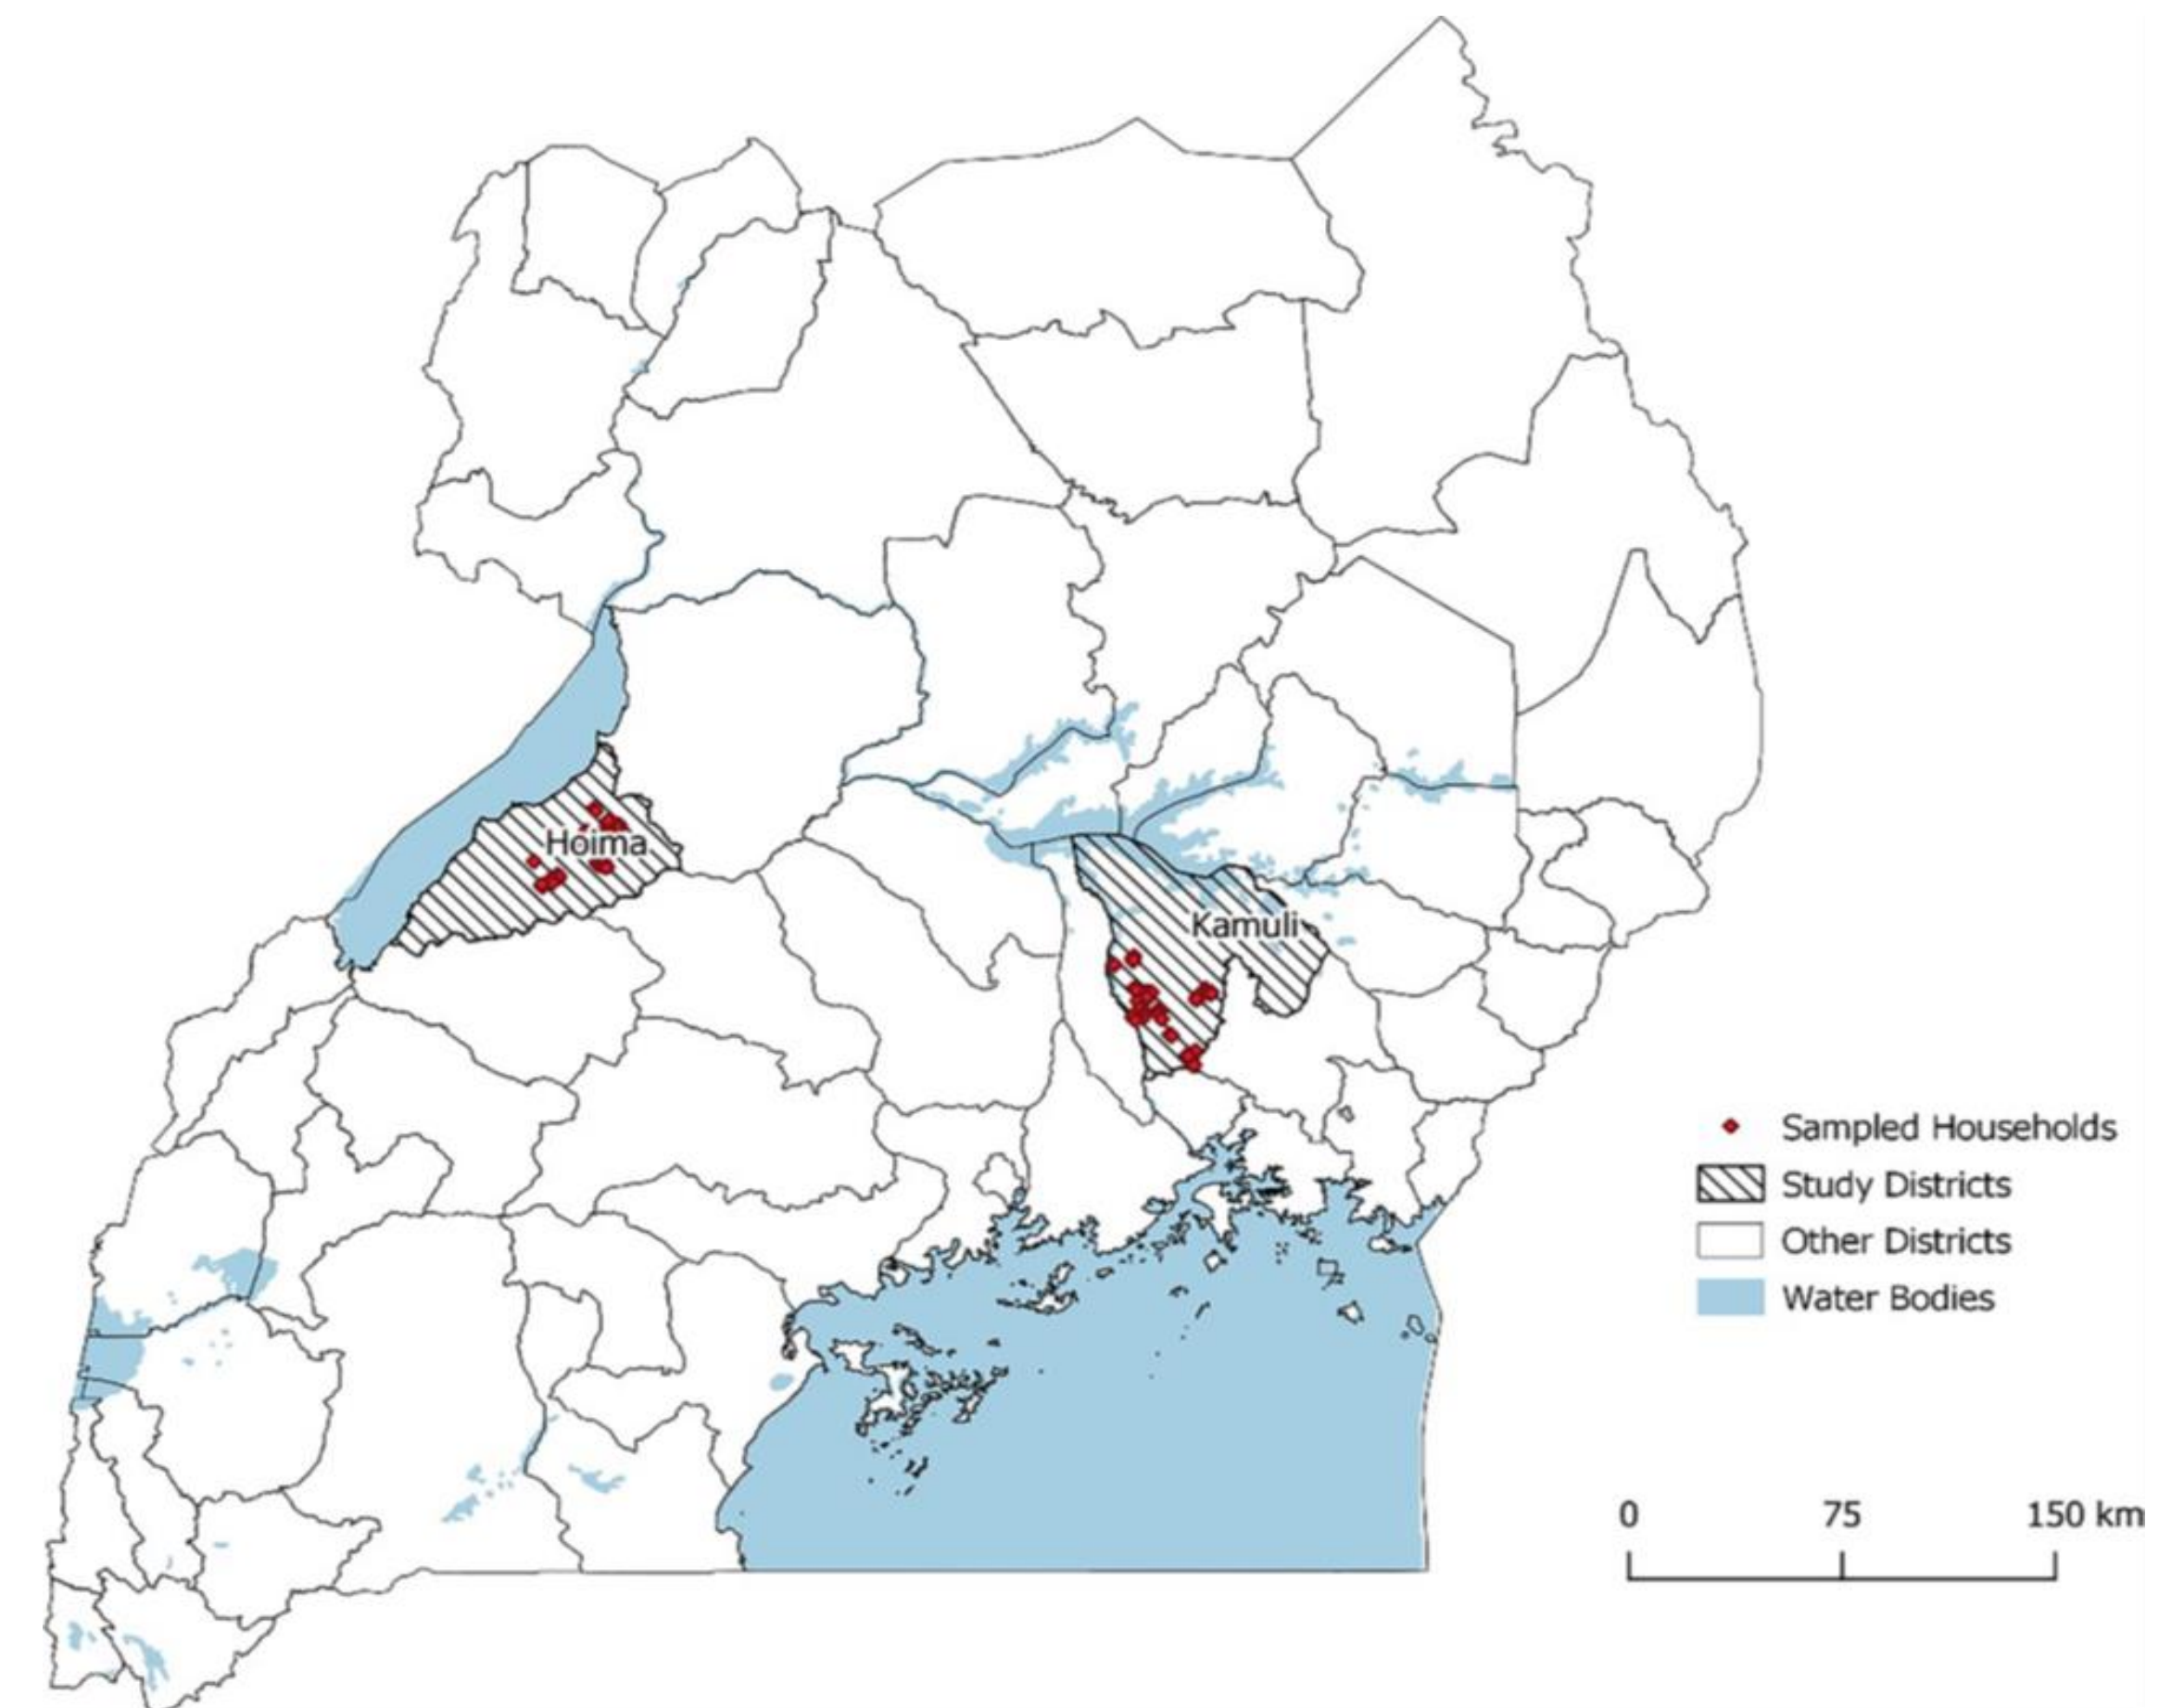 Hoima
Kamuli
Sampled Households
Study Districts
Other Districts
Water Bodies
0 75 150 km